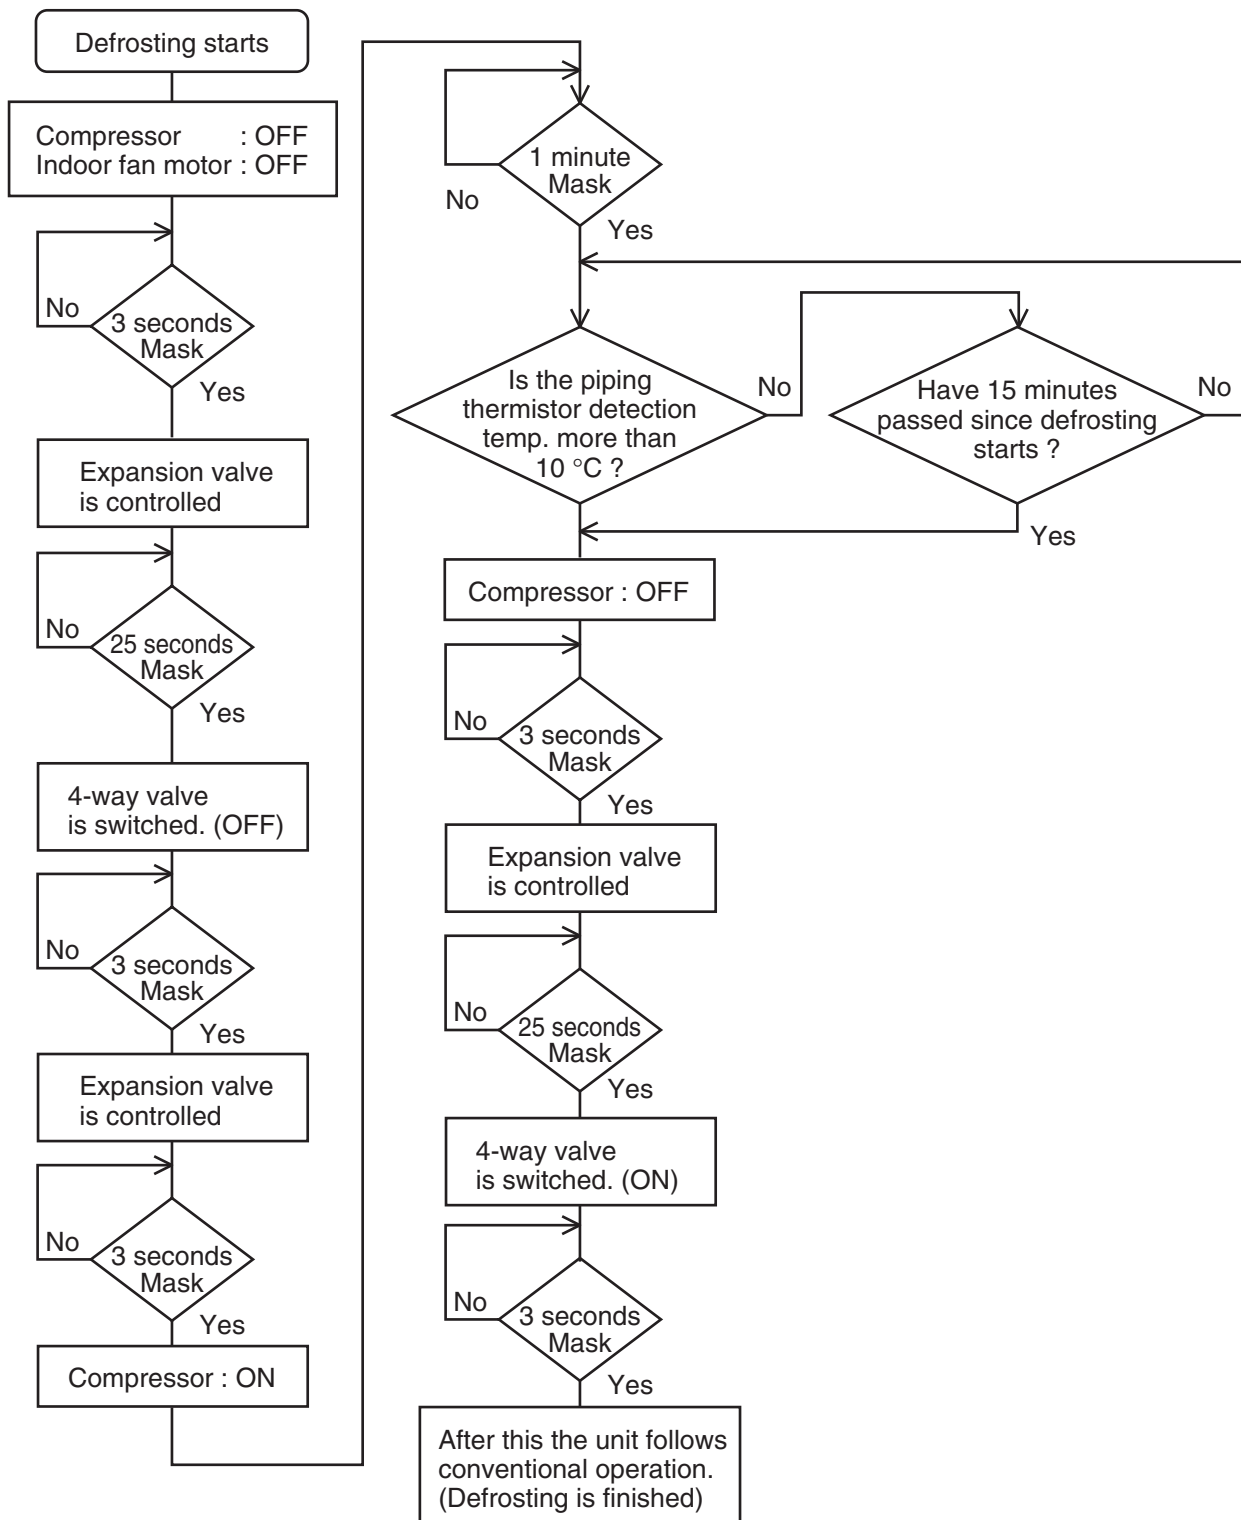 Defrosting starts
Compressor : OFF
Indoor fan motor : OFF
No
3 seconds
Mask
Yes
Expansion valve
is controlled
No
25 seconds
Mask
Yes
4-way valve
is switched. (OFF)
No
3 seconds
Mask
Yes
Expansion valve
is controlled
No
3 seconds
Mask
Yes
Compressor : ON
1 minute
Mask
No
Yes
Is the piping
thermistor detection
temp. more than
10 °C ?
No
Have 15 minutes
passed since defrosting
starts ?
No
Yes
Compressor : OFF
No
3 seconds
Mask
Yes
Expansion valve
is controlled
No
25 seconds
Mask
Yes
4-way valve
is switched. (ON)
No
3 seconds
Mask
Yes
After this the unit follows
conventional operation.
(Defrosting is finished)